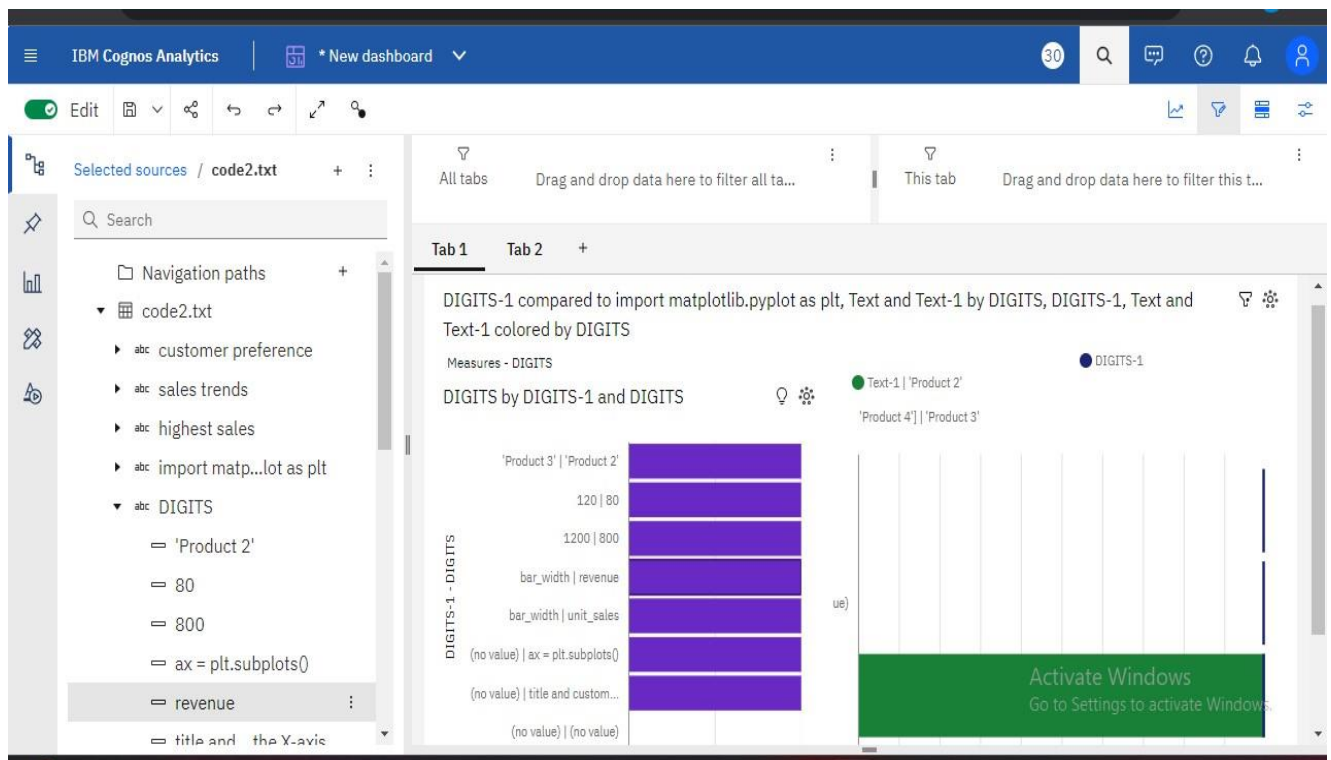 IBM Cognos Analytics
* New dashboard
30
Edit
Selected sources / code2.txt
Search
Navigation paths
code2.txt
abc customer preference
abc sales trends
abc highest sales
abc import matp...lot as plt
abc DIGITS
'Product 2'
80
800
ax = plt.subplots()
revenue
title and... the X-axis
All tabs
Drag and drop data here to filter all ta...
This tab
Drag and drop data here to filter this t...
Tab 1
Tab 2
DIGITS-1 compared to import matplotlib.pyplot as plt, Text and Text-1 by DIGITS, DIGITS-1, Text and
Text-1 colored by DIGITS
Measures - DIGITS
DIGITS by DIGITS-1 and DIGITS
DIGITS-1 - DIGITS
'Product 3' | 'Product 2'
120 | 80
1200 | 800
bar_width | revenue
bar_width | unit_sales
(no value) | ax = plt.subplots()
(no value) | title and custom...
(no value) | (no value)
DIGITS-1
Text-1 | 'Product 2'
'Product 4'] | 'Product 3'
ue)
Activate Windows
Go to Settings to activate Windows.